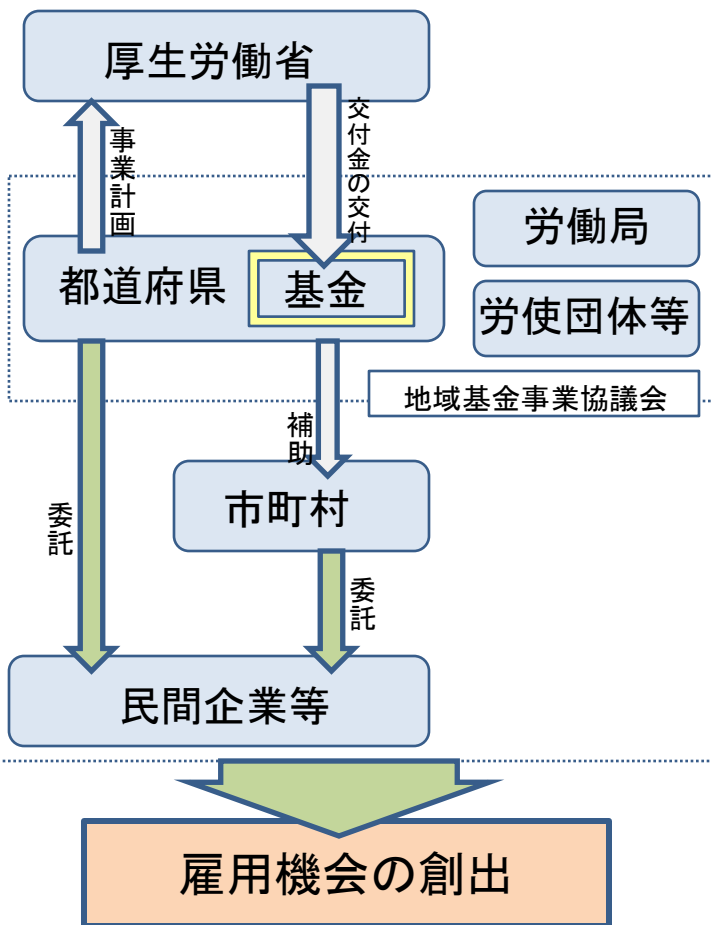 厚生労働省
事業計画
交付金の交付
都道府県
基金
労働局
労使団体等
地域基金事業協議会
補助
市町村
委託
委託
民間企業等
雇用機会の創出